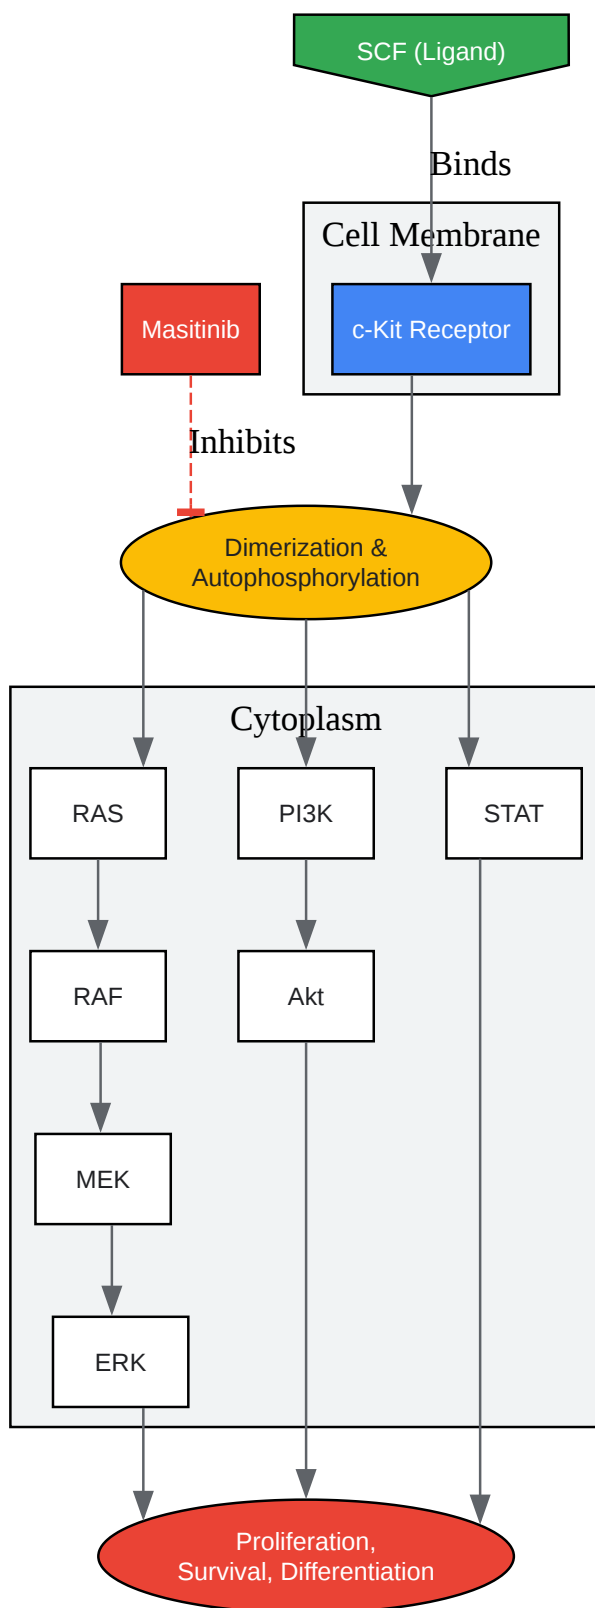 SCF (Ligand)
Binds
Cell Membrane
Masitinib
c-Kit Receptor
Inhibits
Dimerization &
Autophosphorylation
Cytoplasm
RAS
PI3K
STAT
RAF
Akt
MEK
ERK
Proliferation,
Survival, Differentiation